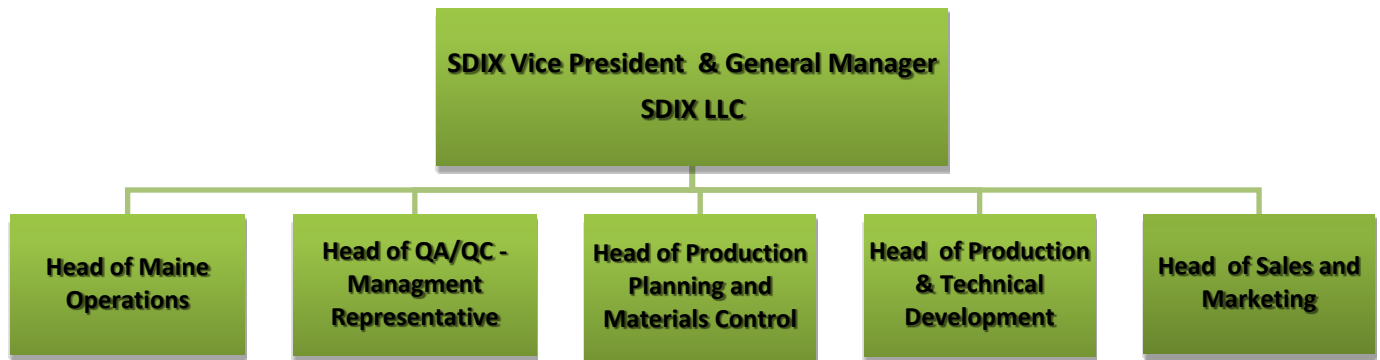 SDIX Vice President & General Manager
SDIX LLC
Head of Maine
Operations
Head of QA/QC -
Managment
Representative
Head of Production
Planning and
Materials Control
Head of Production
& Technical
Development
Head of Sales and
Marketing